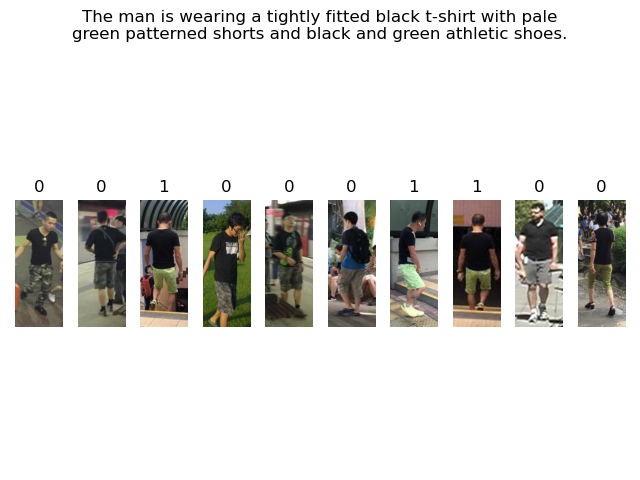 The man is wearing a tightly fitted black t-shirt with pale
green patterned shorts and black and green athletic shoes.
0 0 1 0 0 0 1 1 0 0